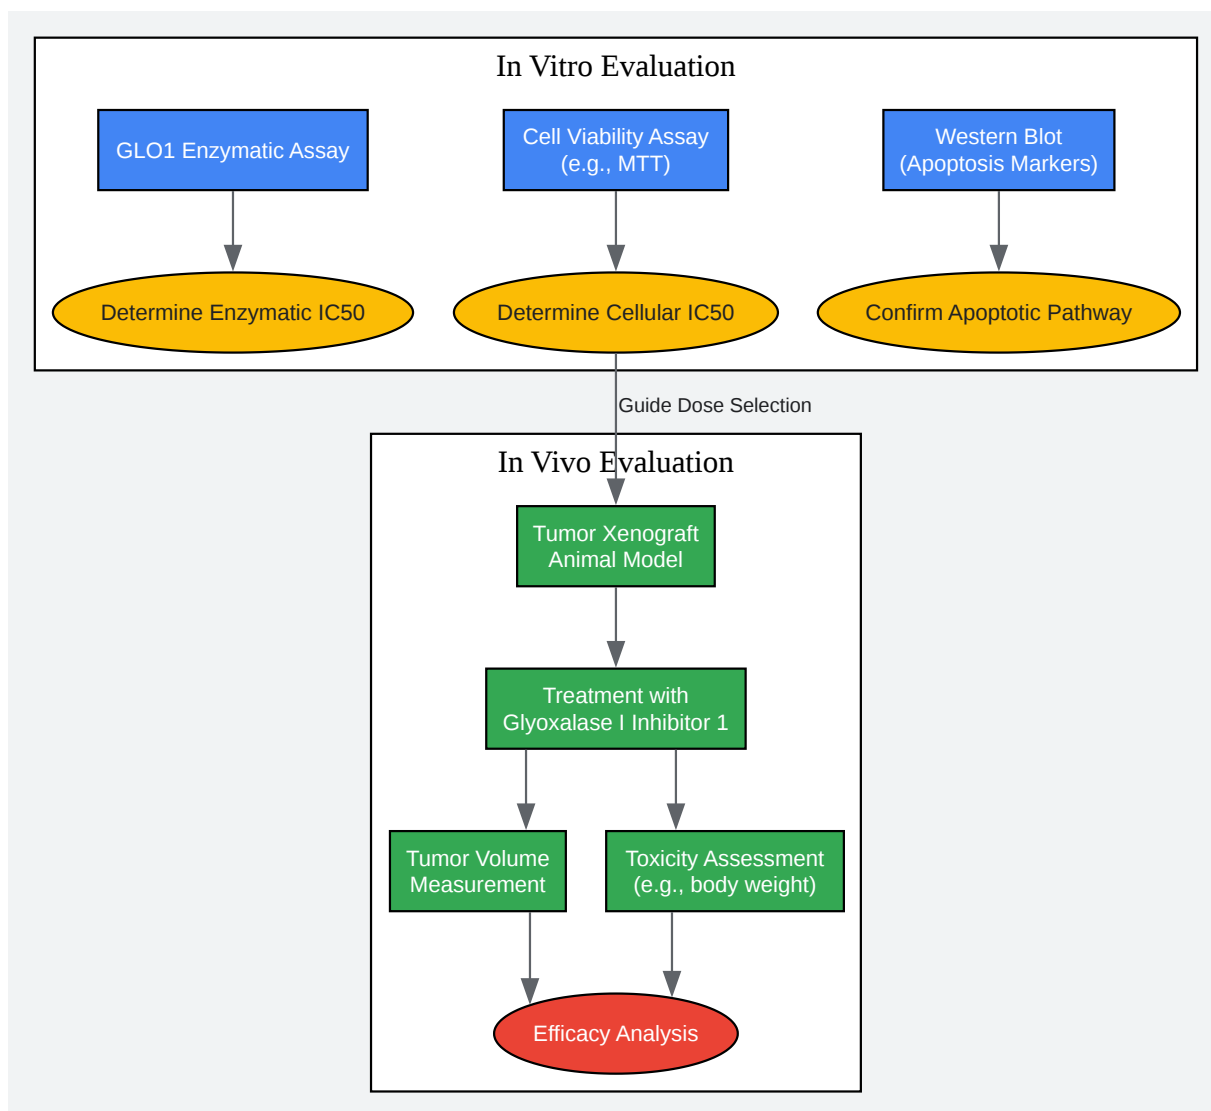 In Vitro Evaluation
GLO1 Enzymatic Assay
Cell Viability Assay
(e.g., MTT)
Western Blot
(Apoptosis Markers)
Determine Enzymatic IC50
Determine Cellular IC50
Confirm Apoptotic Pathway
Guide Dose Selection
In Vivo Evaluation
Tumor Xenograft
Animal Model
Treatment with
Glyoxalase I Inhibitor 1
Tumor Volume
Measurement
Toxicity Assessment
(e.g., body weight)
Efficacy Analysis